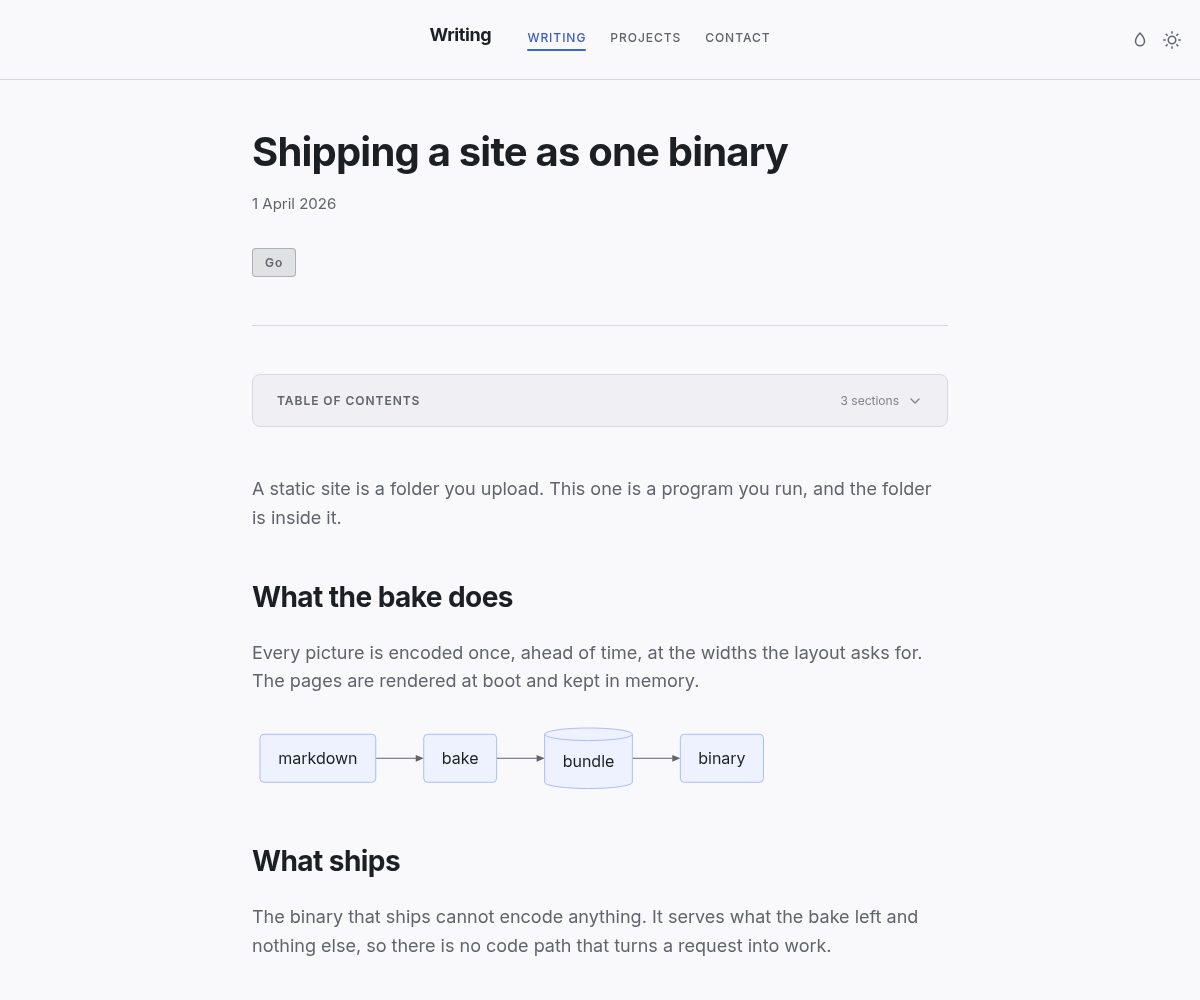 Writing
WRITING
PROJECTS
CONTACT
Shipping a site as one binary
1 April 2026
Go
TABLE OF CONTENTS
3 sections
A static site is a folder you upload. This one is a program you run, and the folder
is inside it.
What the bake does
Every picture is encoded once, ahead of time, at the widths the layout asks for.
The pages are rendered at boot and kept in memory.
markdown
bake
bundle
binary
What ships
The binary that ships cannot encode anything. It serves what the bake left and
nothing else, so there is no code path that turns a request into work.